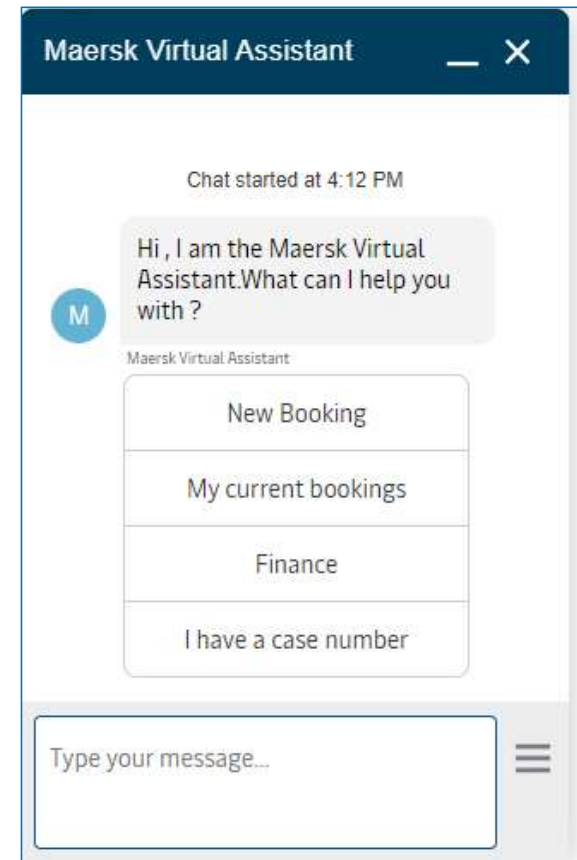 Maersk Virtual Assistant
Chat started at 4:12 PM
Hi , I am the Maersk Virtual
Assistant.What can I help you
with ?
M
Maersk Virtual Assistant
New Booking
My current bookings
Finance
I have a case number
Type your message...